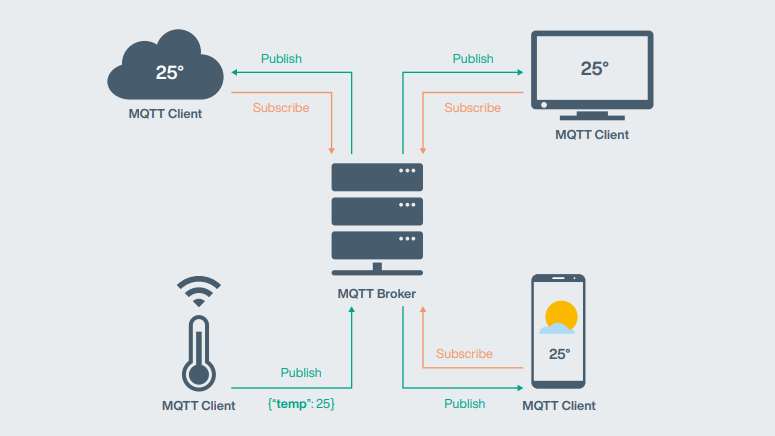 Publish
25°
Subscribe
MQTT Client
Publish
25°
Subscribe
MQTT Client
MQTT Broker
Publish
{“temp”: 25}
MQTT Client
Subscribe
25°
Publish
MQTT Client